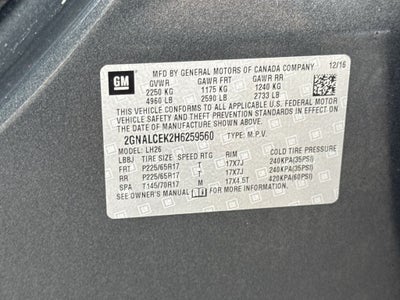 GM MFD BY GENERAL MOTORS OF CANADA COMPANY 12/16
GVWR GAWR FRT GAWR RR
2250 KG 1175 KG 1240 KG
4960 LB 2590 LB 2733 LB
THIS VEHICLE CONFORMS TO ALL APPLICABLE U.S. FEDERAL MOTOR
VEHICLE SAFETY AND THEFT PREVENTION STANDARDS IN EFFECT ON
THE DATE OF MANUFACTURE SHOWN ABOVE.
2GNALCEK2H6259560 TYPE: M.P.V.
MODEL: LH26
LBBJ TIRE SIZE SPEED RTG RIM COLD TIRE PRESSURE
FRT P225/65R17 T 17X7J 240KPA(35PSI)
RR P225/65R17 T 17X7J 240KPA(35PSI)
SPA T145/70R17 M 17X4.5T 420KPA(60PSI)
SEE OWNER'S MANUAL FOR ADDITIONAL INFORMATION.